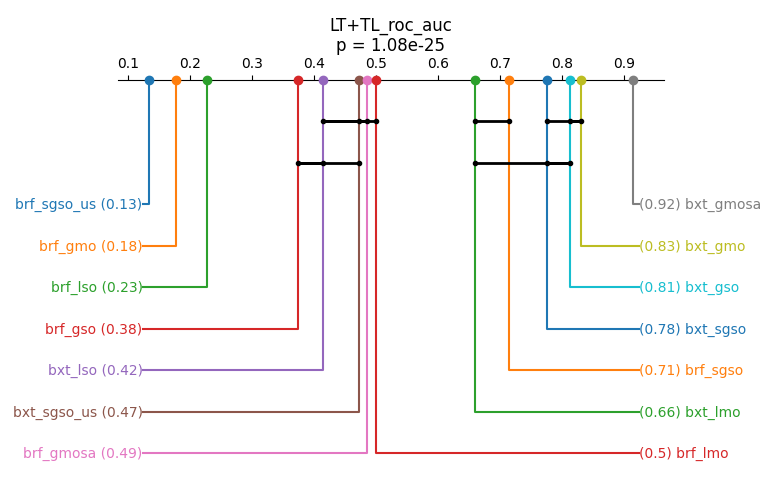 LT+TL_roc_auc
p = 1.08e-25
0.1 0.2 0.3 0.4 0.5 0.6 0.7 0.8 0.9
brf_sgso_us (0.13) (0.92) bxt_gmosa
brf_gmo (0.18) (0.83) bxt_gmo
brf_lso (0.23) (0.81) bxt_gso
brf_gso (0.38) (0.78) bxt_sgso
bxt_lso (0.42) (0.71) brf_sgso
bxt_sgso_us (0.47) (0.66) bxt_lmo
brf_gmosa (0.49) (0.5) brf_lmo